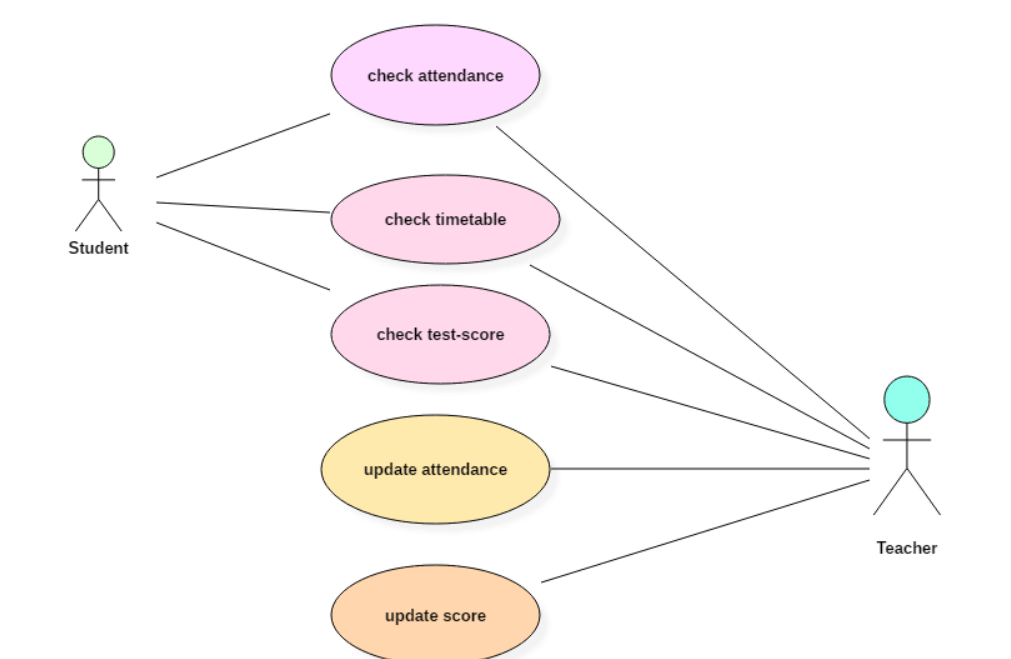 check attendance
check timetable
Student
check test-score
update attendance
Teacher
update score